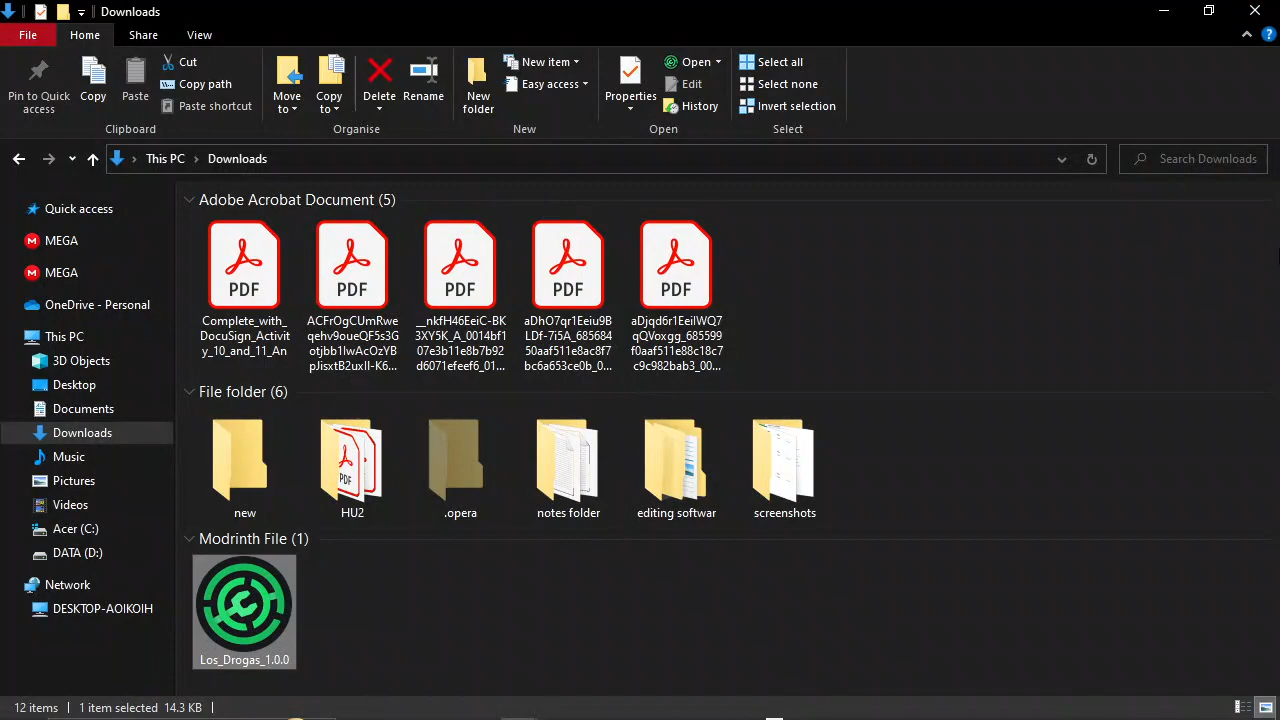 Downloads
File
Home
Share
View
Pin to Quick access
Copy
Paste
Cut
Copy path
Paste shortcut
Clipboard
Move to
Copy to
Delete
Rename
Organise
New folder
New item
Easy access
New
Properties
Open
Edit
History
Open
Select all
Select none
Invert selection
Select
This PC
Downloads
Search Downloads
Quick access
MEGA
MEGA
OneDrive - Personal
This PC
3D Objects
Desktop
Documents
Downloads
Music
Pictures
Videos
Acer (C:)
DATA (D:)
Network
DESKTOP-AOIKOIH
Adobe Acrobat Document (5)
PDF
PDF
PDF
PDF
PDF
Complete_with_
DocuSign_Activit
y_10_and_11_An
ACFrOgCUmRwe
qehv9oueQF5s3G
otjbb1IwAcOzYB
pJisxtB2uxII-K6...
__nkfH46EeiC-BK
3XY5K_A_0014bf1
07e3b11e8b7b92
d6071efeef6_01...
aDhO7qr1Eeiu9B
LDf-7i5A_685684
50aaf511e8ac8f7
bc6a653ce0b_0...
aDjqd6r1EeiIWQ7
qQVoxgg_685599
f0aaf511e88c18c7
c9c982bab3_00...
File folder (6)
PDF
new
HU2
.opera
notes folder
editing softwar
screenshots
Modrinth File (1)
Los_Drogas_1.0.0
12 items
1 item selected 14.3 KB